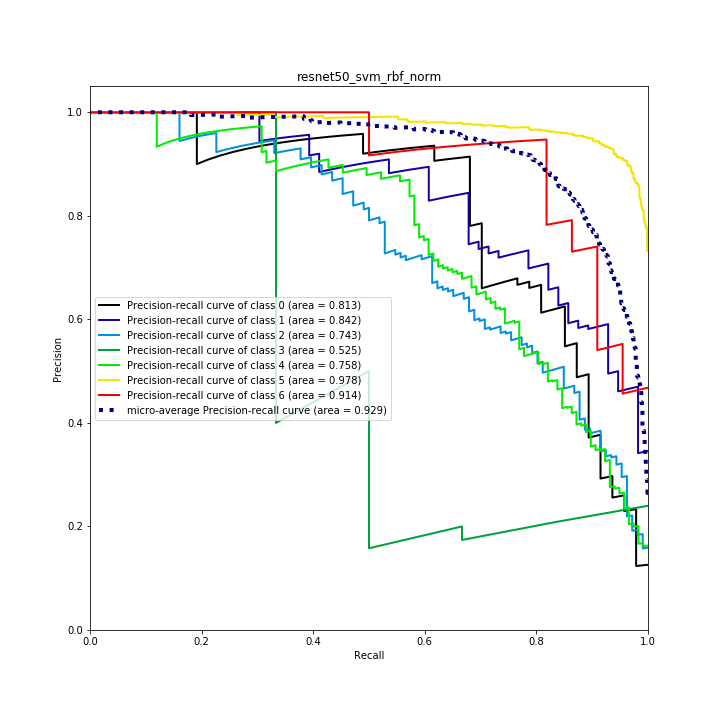 resnet50_svm_rbf_norm
1.0
0.8
0.6
0.4
0.2
0.0
Precision
Precision-recall curve of class 0 (area = 0.813)
Precision-recall curve of class 1 (area = 0.842)
Precision-recall curve of class 2 (area = 0.743)
Precision-recall curve of class 3 (area = 0.525)
Precision-recall curve of class 4 (area = 0.758)
Precision-recall curve of class 5 (area = 0.978)
Precision-recall curve of class 6 (area = 0.914)
micro-average Precision-recall curve (area = 0.929)
0.0 0.2 0.4 0.6 0.8 1.0
Recall